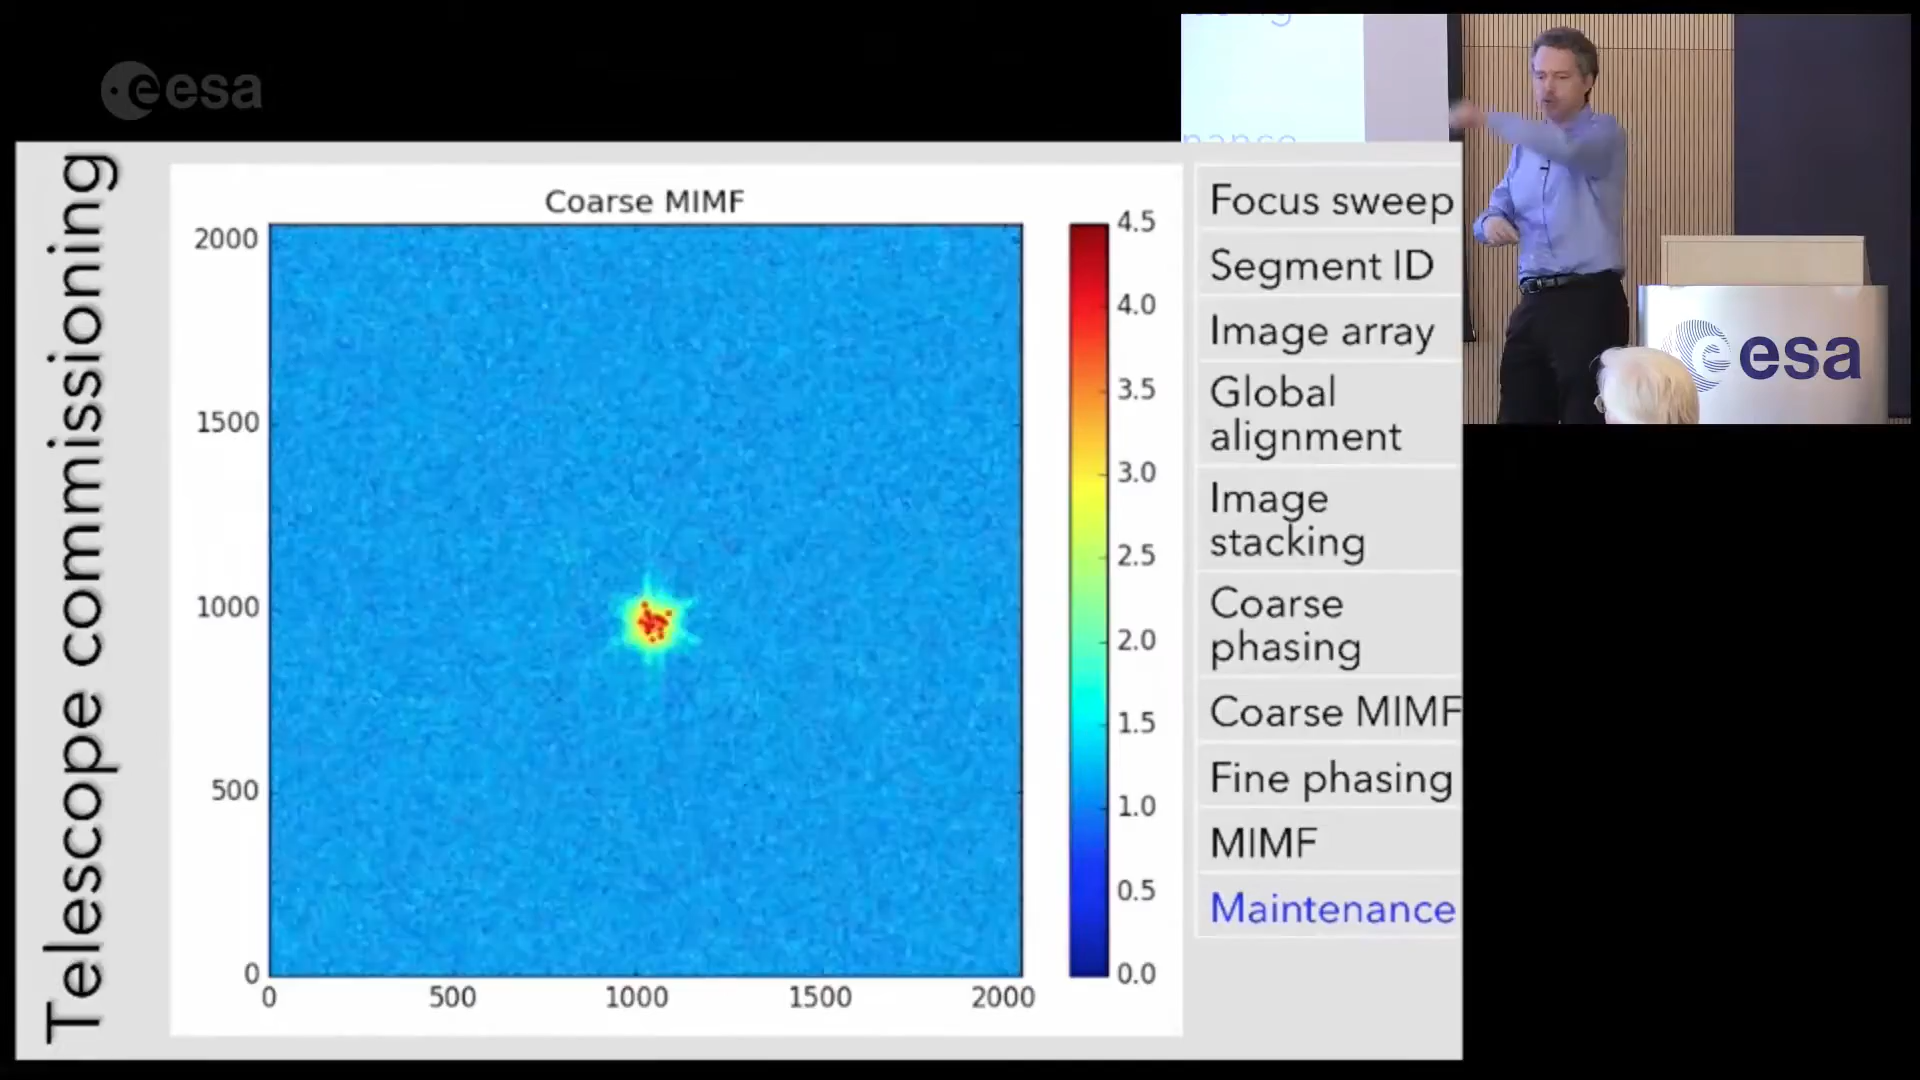 esa
Telescope commissioning
Coarse MIMF
2000
1500
1000
500
0
0
500
1000
1500
2000
4.5
4.0
3.5
3.0
2.5
2.0
1.5
1.0
0.5
0.0
Focus sweep
Segment ID
Image array
Global
alignment
Image
stacking
Coarse
phasing
Coarse MIMF
Fine phasing
MIMF
Maintenance
esa